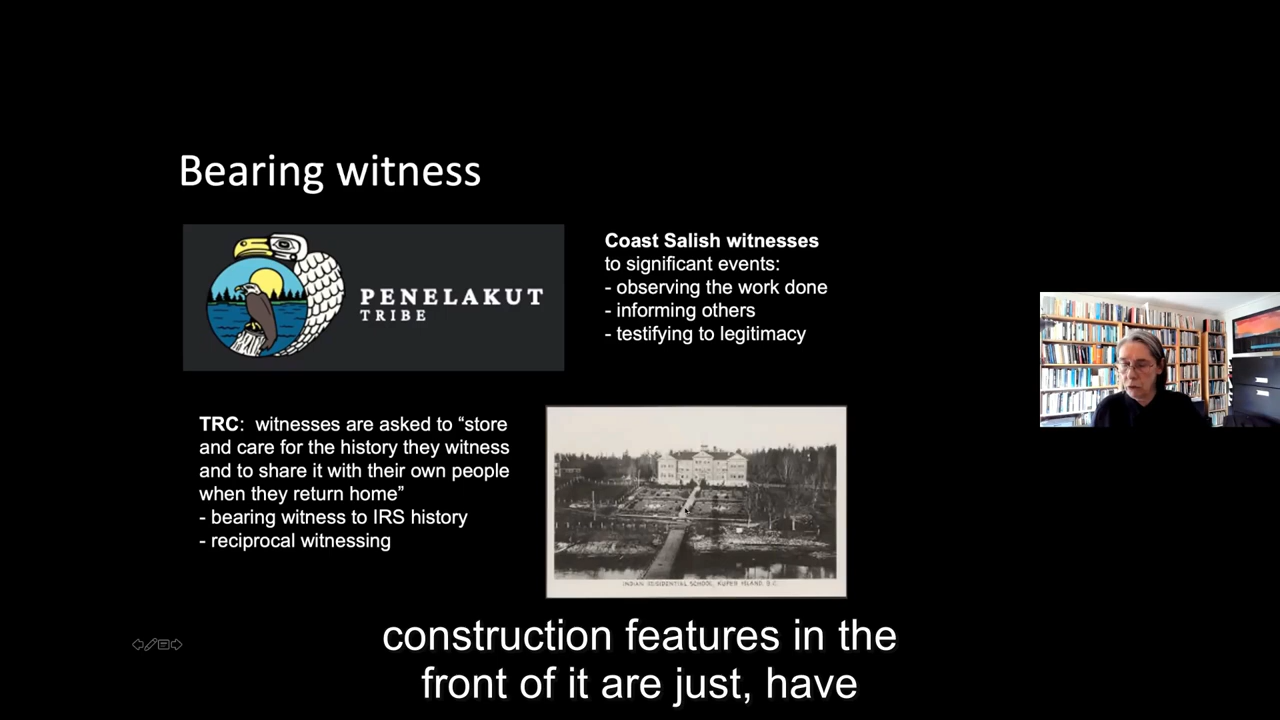 Bearing witness
PENELAKUT
TRIBE
Coast Salish witnesses
to significant events:
- observing the work done
- informing others
- testifying to legitimacy
TRC:  witnesses are asked to “store
and care for the history they witness
and to share it with their own people
when they return home”
- bearing witness to IRS history
- reciprocal witnessing
INDIAN RESIDENTIAL SCHOOL, KUPER ISLAND, B.C.
construction features in the
front of it are just, have